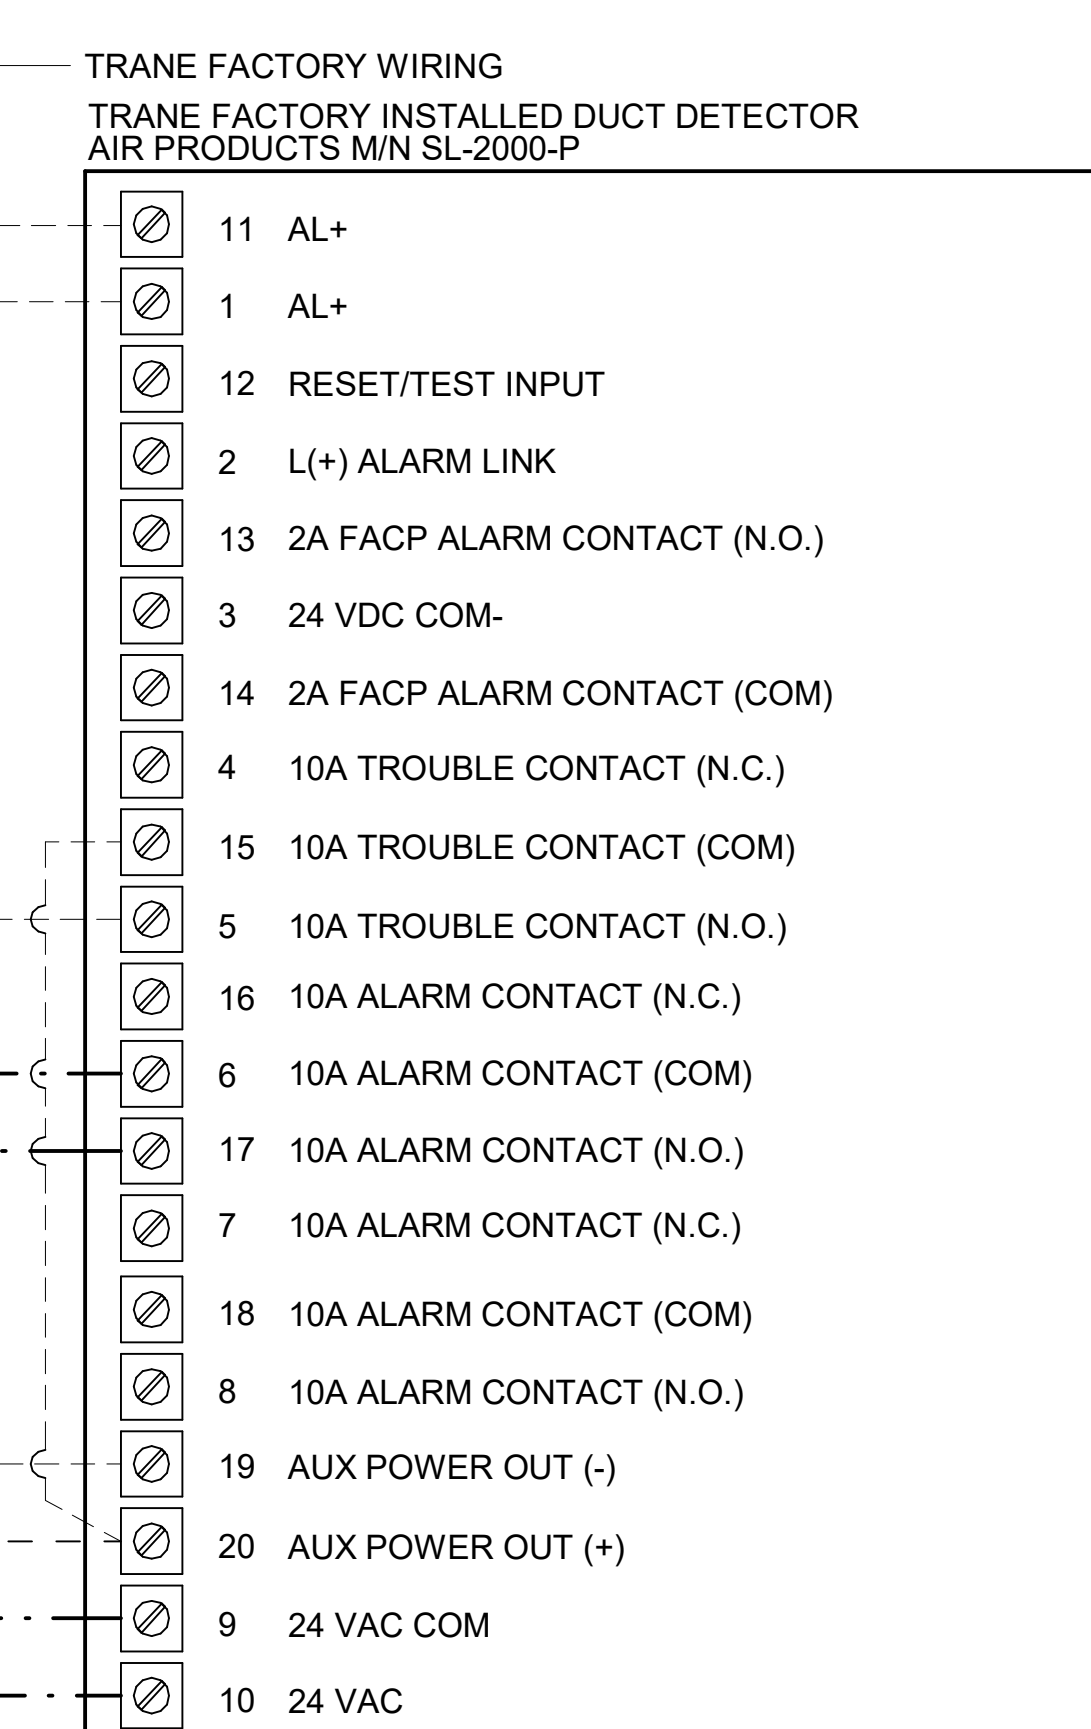 TRANE FACTORY WIRING
TRANE FACTORY INSTALLED DUCT DETECTOR
AIR PRODUCTS M/N SL-2000-P
11 AL+
1 AL+
12 RESET/TEST INPUT
2 L(+) ALARM LINK
13 2A FACP ALARM CONTACT (N.O.)
3 24 VDC COM-
14 2A FACP ALARM CONTACT (COM)
4 10A TROUBLE CONTACT (N.C.)
15 10A TROUBLE CONTACT (COM)
5 10A TROUBLE CONTACT (N.O.)
16 10A ALARM CONTACT (N.C.)
6 10A ALARM CONTACT (COM)
17 10A ALARM CONTACT (N.O.)
7 10A ALARM CONTACT (N.C.)
18 10A ALARM CONTACT (COM)
8 10A ALARM CONTACT (N.O.)
19 AUX POWER OUT (-)
20 AUX POWER OUT (+)
9 24 VAC COM
10 24 VAC